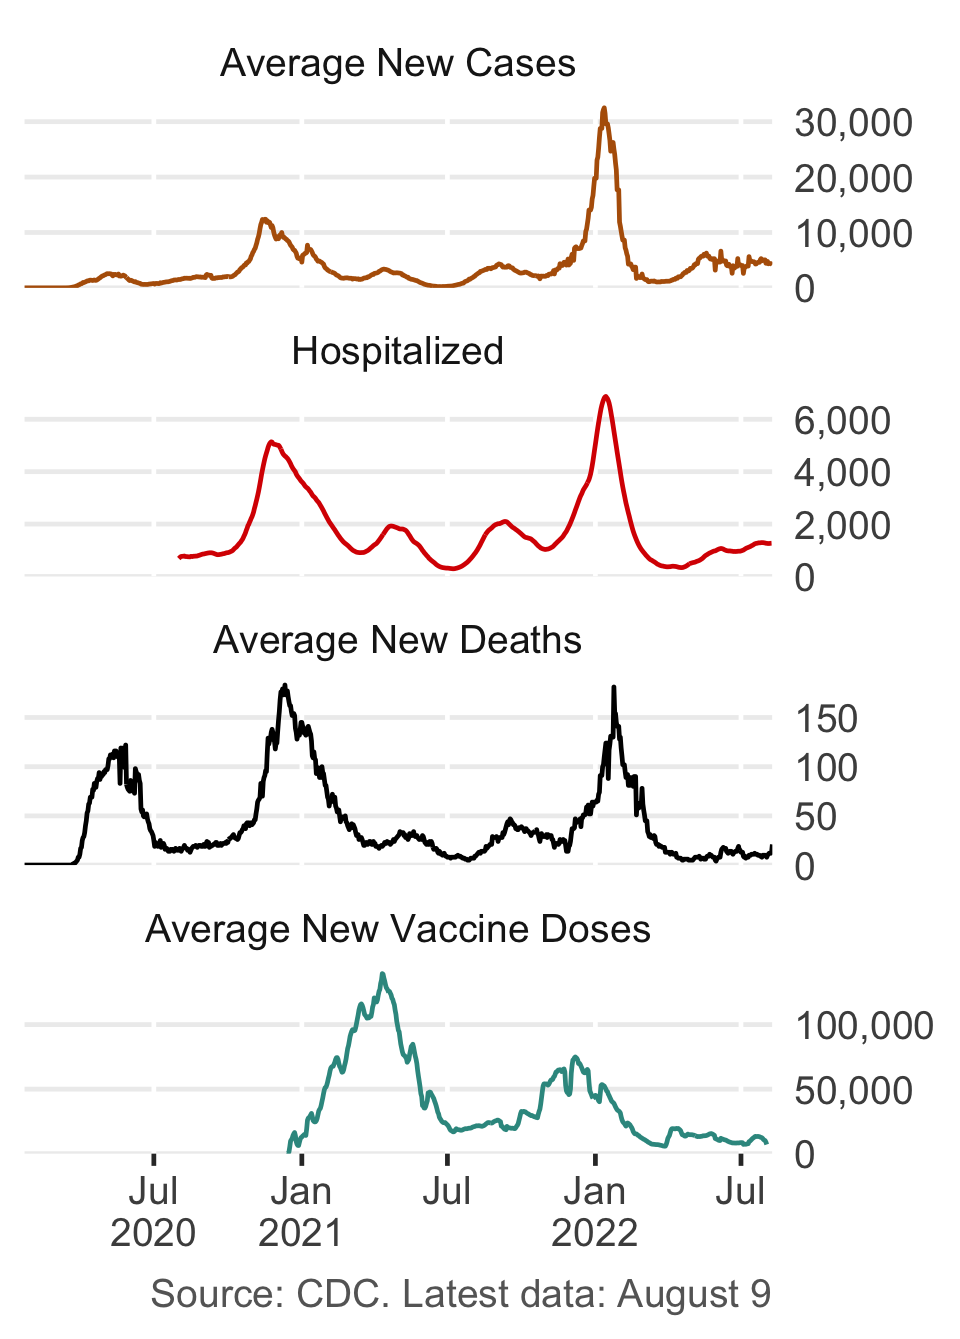 Average New Cases
30,000
20,000
10,000
0
Hospitalized
6,000
4,000
2,000
0
Average New Deaths
150
100
50
0
Average New Vaccine Doses
100,000
50,000
0
Jul Jan Jul Jan Jul
2020 2021 2022
Source: CDC. Latest data: August 9